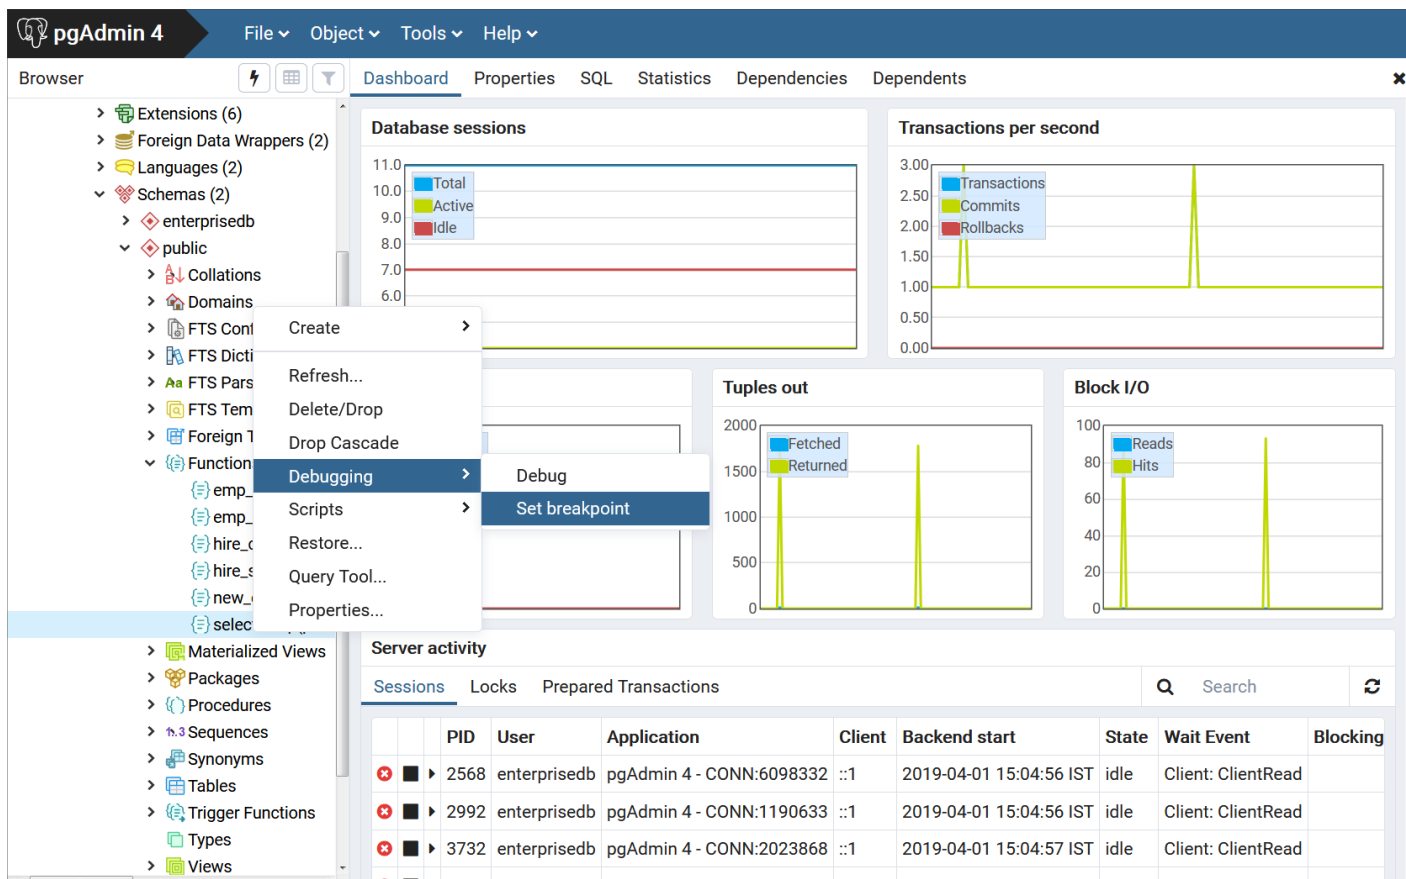 pgAdmin 4 File Object Tools Help
Browser
Dashboard Properties SQL Statistics Dependencies Dependents
Extensions (6)
Foreign Data Wrappers (2)
Languages (2)
Schemas (2)
enterprisedb
public
Collations
Domains
FTS Conf
FTS Dicti
FTS Pars
FTS Tem
Foreign T
Function
emp_
emp_
hire_
hire_s
new_
selec
Materialized Views
Packages
Procedures
1..3 Sequences
Synonyms
Tables
Trigger Functions
Types
Views
Create
Refresh...
Delete/Drop
Drop Cascade
Debugging
Scripts
Restore...
Query Tool...
Properties...
Debug
Set breakpoint
Database sessions
11.0
10.0
9.0
8.0
7.0
6.0
Total
Active
Idle
Transactions per second
3.00
2.50
2.00
1.50
1.00
0.50
0.00
Transactions
Commits
Rollbacks
Tuples out
2000
1500
1000
500
0
Fetched
Returned
Block I/O
100
80
60
40
20
0
Reads
Hits
Server activity
Sessions Locks Prepared Transactions Search
PID User Application Client Backend start State Wait Event Blocking
2568 enterprisedb pgAdmin 4 - CONN:6098332 ::1 2019-04-01 15:04:56 IST idle Client: ClientRead
2992 enterprisedb pgAdmin 4 - CONN:1190633 ::1 2019-04-01 15:04:56 IST idle Client: ClientRead
3732 enterprisedb pgAdmin 4 - CONN:2023868 ::1 2019-04-01 15:04:57 IST idle Client: ClientRead